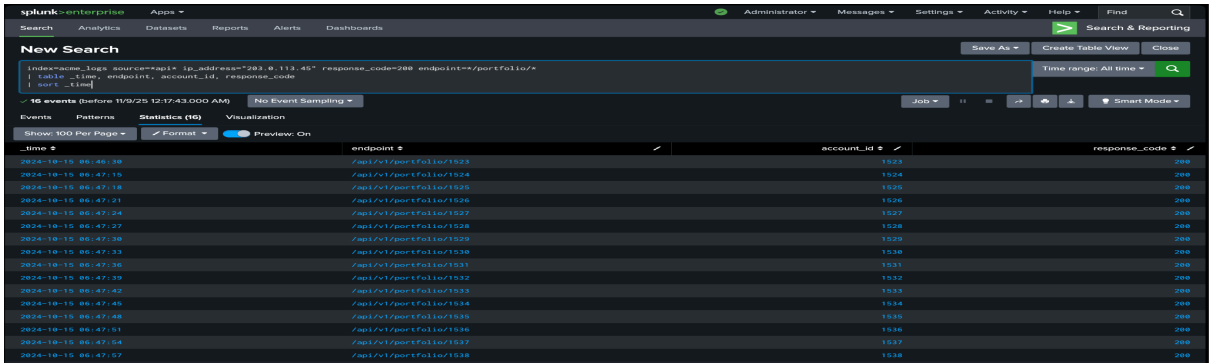 splunk>enterprise Apps Administrator Messages Settings Activity Help Find
Search Analytics Datasets Reports Alerts Dashboards Search & Reporting
New Search Save As Create Table View Close
index=acme_logs source=*api* ip_address="203.0.113.45" response_code=200 endpoint=*/portfolio/* Time range: All time
| table _time, endpoint, account_id, response_code
| sort _time
16 events (before 11/9/25 12:17:43.000 AM) No Event Sampling Job Smart Mode
Events Patterns Statistics (16) Visualization
Show: 100 Per Page Format Preview: On
_time endpoint account_id response_code
2024-10-15 06:46:30 /api/v1/portfolio/1523 1523 200
2024-10-15 06:47:15 /api/v1/portfolio/1524 1524 200
2024-10-15 06:47:18 /api/v1/portfolio/1525 1525 200
2024-10-15 06:47:21 /api/v1/portfolio/1526 1526 200
2024-10-15 06:47:24 /api/v1/portfolio/1527 1527 200
2024-10-15 06:47:27 /api/v1/portfolio/1528 1528 200
2024-10-15 06:47:30 /api/v1/portfolio/1529 1529 200
2024-10-15 06:47:33 /api/v1/portfolio/1530 1530 200
2024-10-15 06:47:36 /api/v1/portfolio/1531 1531 200
2024-10-15 06:47:39 /api/v1/portfolio/1532 1532 200
2024-10-15 06:47:42 /api/v1/portfolio/1533 1533 200
2024-10-15 06:47:45 /api/v1/portfolio/1534 1534 200
2024-10-15 06:47:48 /api/v1/portfolio/1535 1535 200
2024-10-15 06:47:51 /api/v1/portfolio/1536 1536 200
2024-10-15 06:47:54 /api/v1/portfolio/1537 1537 200
2024-10-15 06:47:57 /api/v1/portfolio/1538 1538 200